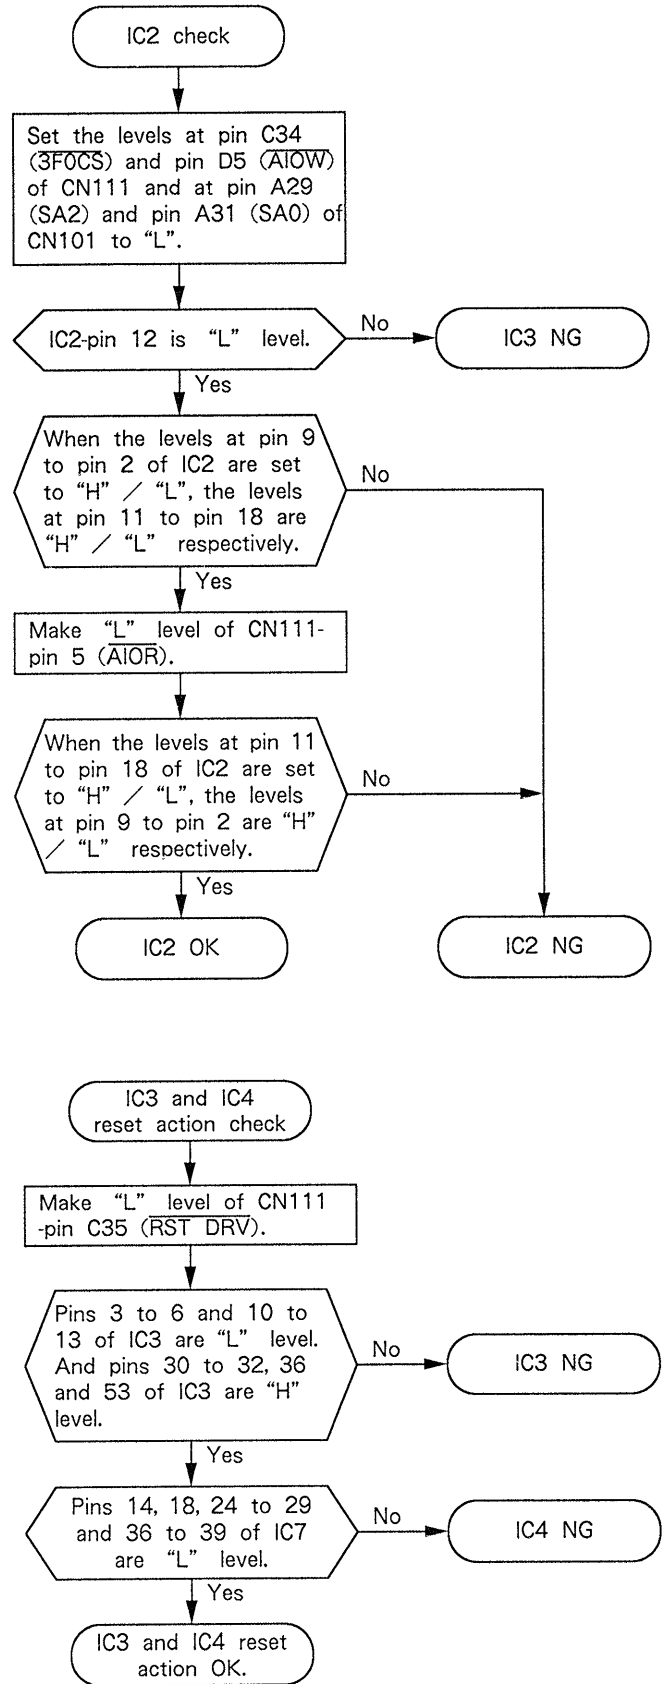 IC2 check
Set the levels at pin C34
(3F0CS) and pin D5 (AIOW)
of CN111 and at pin A29
(SA2) and pin A31 (SA0) of
CN101 to “L”.
IC2-pin 12 is “L” level.
No
IC3 NG
Yes
When the levels at pin 9
to pin 2 of IC2 are set
to “H” / “L”, the levels
at pin 11 to pin 18 are
“H” / “L” respectively.
No
Yes
Make “L” level of CN111-
pin 5 (AIOR).
When the levels at pin 11
to pin 18 of IC2 are set
to “H” / “L”, the levels
at pin 9 to pin 2 are “H”
/ “L” respectively.
No
Yes
IC2 OK
IC2 NG
IC3 and IC4
reset action check
Make “L” level of CN111
-pin C35 (RST DRV).
Pins 3 to 6 and 10 to
13 of IC3 are “L” level.
And pins 30 to 32, 36
and 53 of IC3 are “H”
level.
No
IC3 NG
Yes
Pins 14, 18, 24 to 29
and 36 to 39 of IC7
are “L” level.
No
IC4 NG
Yes
IC3 and IC4 reset
action OK.